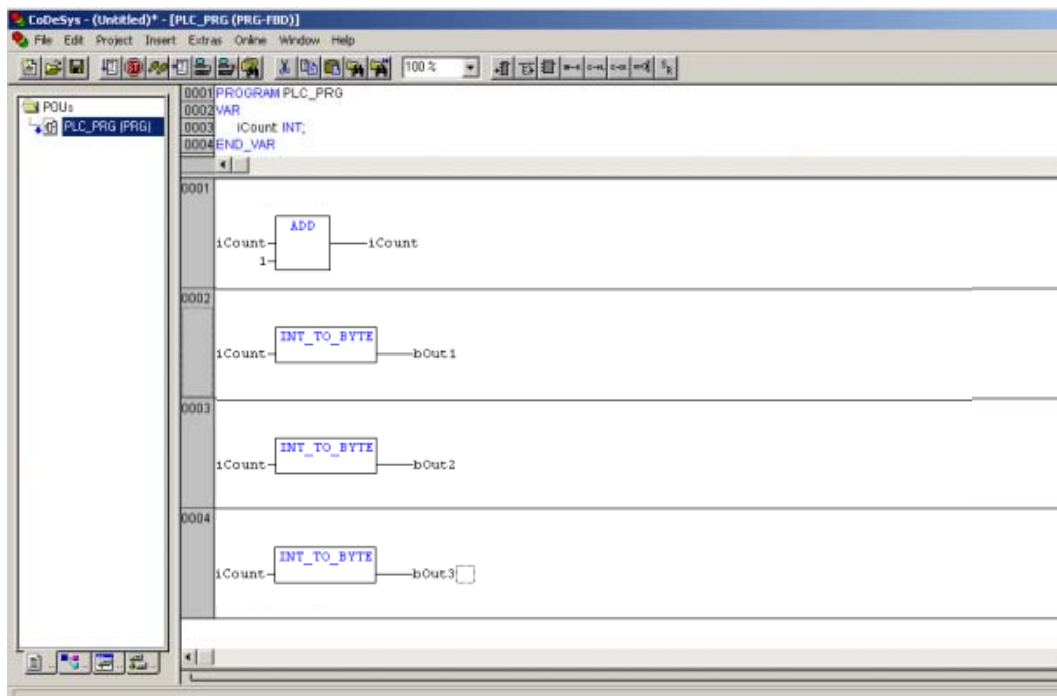 CoDeSys - (Untitled)* - [PLC_PRG (PRG-FBD)]
File Edit Project Insert Extras Online Window Help
100 %
POUs
PLC_PRG (PRG)
0001 PROGRAM PLC_PRG
0002 VAR
0003 iCount: INT;
0004 END_VAR
0001
ADD
iCount iCount
1
0002
INT_TO_BYTE
iCount bOut1
0003
INT_TO_BYTE
iCount bOut2
0004
INT_TO_BYTE
iCount bOut3